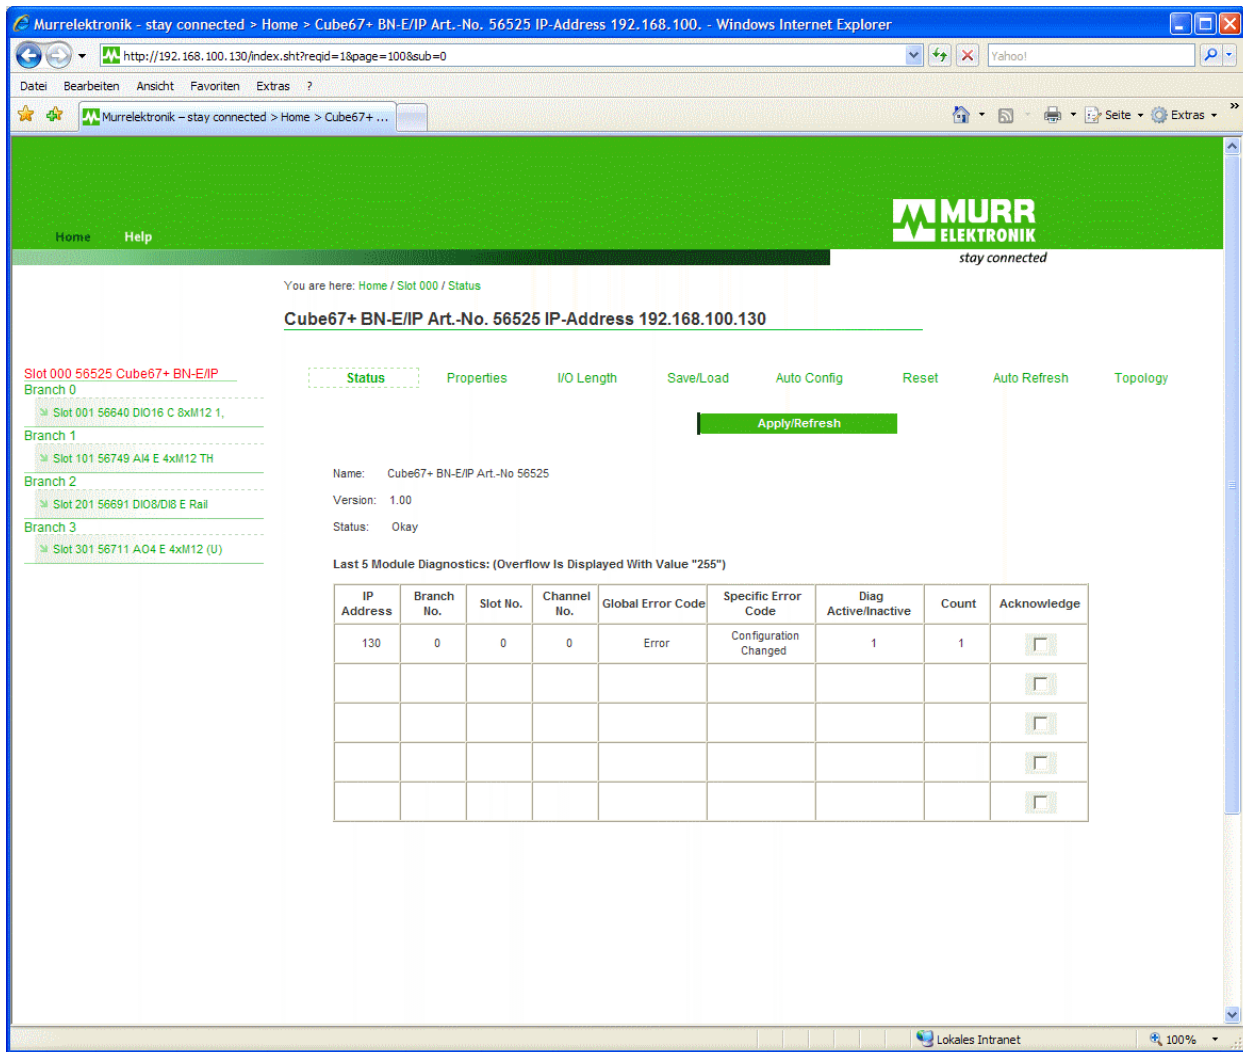 Murrelektronik - stay connected > Home > Cube67+ BN-E/IP Art.-No. 56525 IP-Address 192.168.100. - Windows Internet Explorer
http://192.168.100.130/index.sht?reqid=1&page=100&sub=0
Yahoo!
Datei Bearbeiten Ansicht Favoriten Extras ?
Murrelektronik – stay connected > Home > Cube67+ ...
Seite Extras »
MURR
ELEKTRONIK
stay connected
Home Help
You are here: Home / Slot 000 / Status
Cube67+ BN-E/IP Art.-No. 56525 IP-Address 192.168.100.130
Slot 000 56525 Cube67+ BN-E/IP
Branch 0
Slot 001 56640 DIO16 C 8xM12 1,
Branch 1
Slot 101 56749 AI4 E 4xM12 TH
Branch 2
Slot 201 56691 DIO8/DI8 E Rail
Branch 3
Slot 301 56711 AO4 E 4xM12 (U)
Status Properties I/O Length Save/Load Auto Config Reset Auto Refresh Topology
Apply/Refresh
Name: Cube67+ BN-E/IP Art.-No 56525
Version: 1.00
Status: Okay
Last 5 Module Diagnostics: (Overflow Is Displayed With Value "255")
IP Address Branch No. Slot No. Channel No. Global Error Code Specific Error Code Diag Active/Inactive Count Acknowledge
130 0 0 0 Error Configuration Changed 1 1
Lokales Intranet 100%